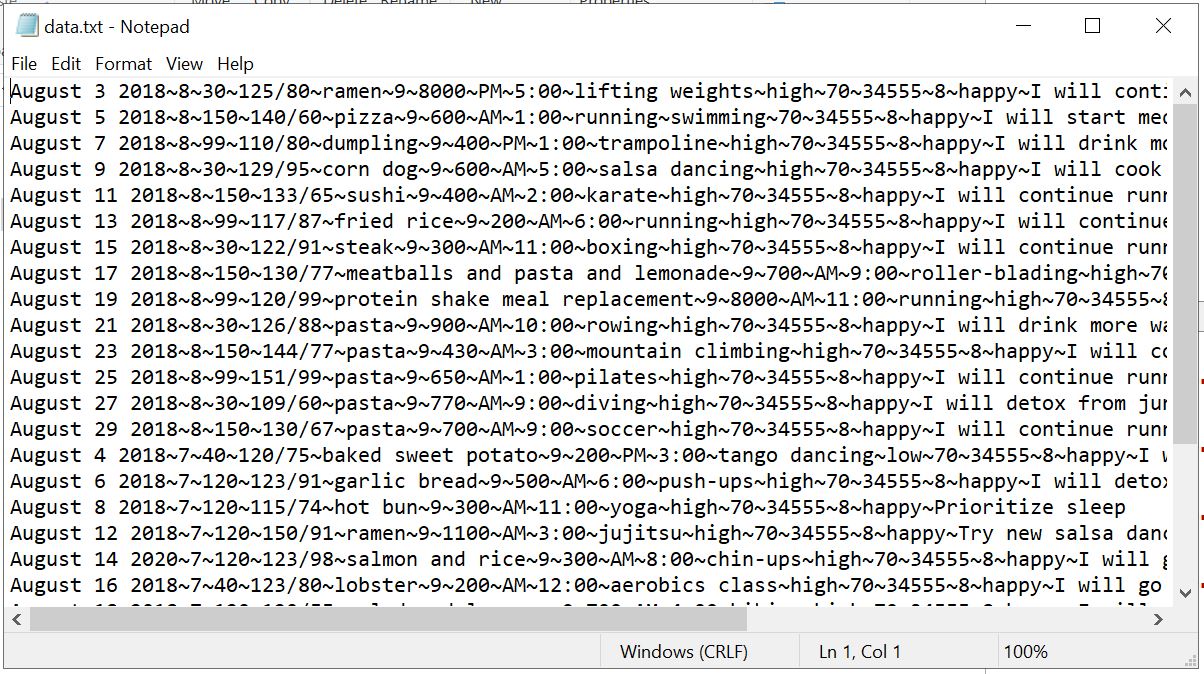 data.txt - Notepad
File Edit Format View Help
August 3 2018~8~30~125/80~ramen~9~8000~PM~5:00~lifting weights~high~70~34555~8~happy~I will conti
August 5 2018~8~150~140/60~pizza~9~600~AM~1:00~running~swimming~70~34555~8~happy~I will start med
August 7 2018~8~99~110/80~dumpling~9~400~PM~1:00~trampoline~high~70~34555~8~happy~I will drink mo
August 9 2018~8~30~129/95~corn dog~9~600~AM~5:00~salsa dancing~high~70~34555~8~happy~I will cook
August 11 2018~8~150~133/65~sushi~9~400~AM~2:00~karate~high~70~34555~8~happy~I will continue runn
August 13 2018~8~99~117/87~fried rice~9~200~AM~6:00~running~high~70~34555~8~happy~I will continue
August 15 2018~8~30~122/91~steak~9~300~AM~11:00~boxing~high~70~34555~8~happy~I will continue runn
August 17 2018~8~150~130/77~meatballs and pasta and lemonade~9~700~AM~9:00~roller-blading~high~70
August 19 2018~8~99~120/99~protein shake meal replacement~9~8000~AM~11:00~running~high~70~34555~8
August 21 2018~8~30~126/88~pasta~9~900~AM~10:00~rowing~high~70~34555~8~happy~I will drink more wa
August 23 2018~8~150~144/77~pasta~9~430~AM~3:00~mountain climbing~high~70~34555~8~happy~I will co
August 25 2018~8~99~151/99~pasta~9~650~AM~1:00~pilates~high~70~34555~8~happy~I will continue runn
August 27 2018~8~30~109/60~pasta~9~770~AM~9:00~diving~high~70~34555~8~happy~I will detox from jun
August 29 2018~8~150~130/67~pasta~9~700~AM~9:00~soccer~high~70~34555~8~happy~I will continue runn
August 4 2018~7~40~120/75~baked sweet potato~9~200~PM~3:00~tango dancing~low~70~34555~8~happy~I w
August 6 2018~7~120~123/91~garlic bread~9~500~AM~6:00~push-ups~high~70~34555~8~happy~I will detox
August 8 2018~7~120~115/74~hot bun~9~300~AM~11:00~yoga~high~70~34555~8~happy~Prioritize sleep
August 12 2018~7~120~150/91~ramen~9~1100~AM~3:00~jujitsu~high~70~34555~8~happy~Try new salsa danc
August 14 2020~7~120~123/98~salmon and rice~9~300~AM~8:00~chin-ups~high~70~34555~8~happy~I will g
August 16 2018~7~40~123/80~lobster~9~200~AM~12:00~aerobics class~high~70~34555~8~happy~I will go
Windows (CRLF) Ln 1, Col 1 100%